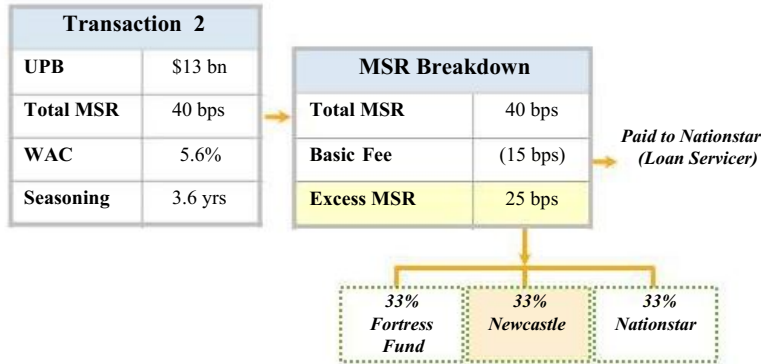 Transaction 2
UPB $13 bn
Total MSR 40 bps
WAC 5.6%
Seasoning 3.6 yrs
MSR Breakdown
Total MSR 40 bps
Basic Fee (15 bps)
Excess MSR 25 bps
Paid to Nationstar
(Loan Servicer)
33%
Fortress
Fund
33%
Newcastle
33%
Nationstar